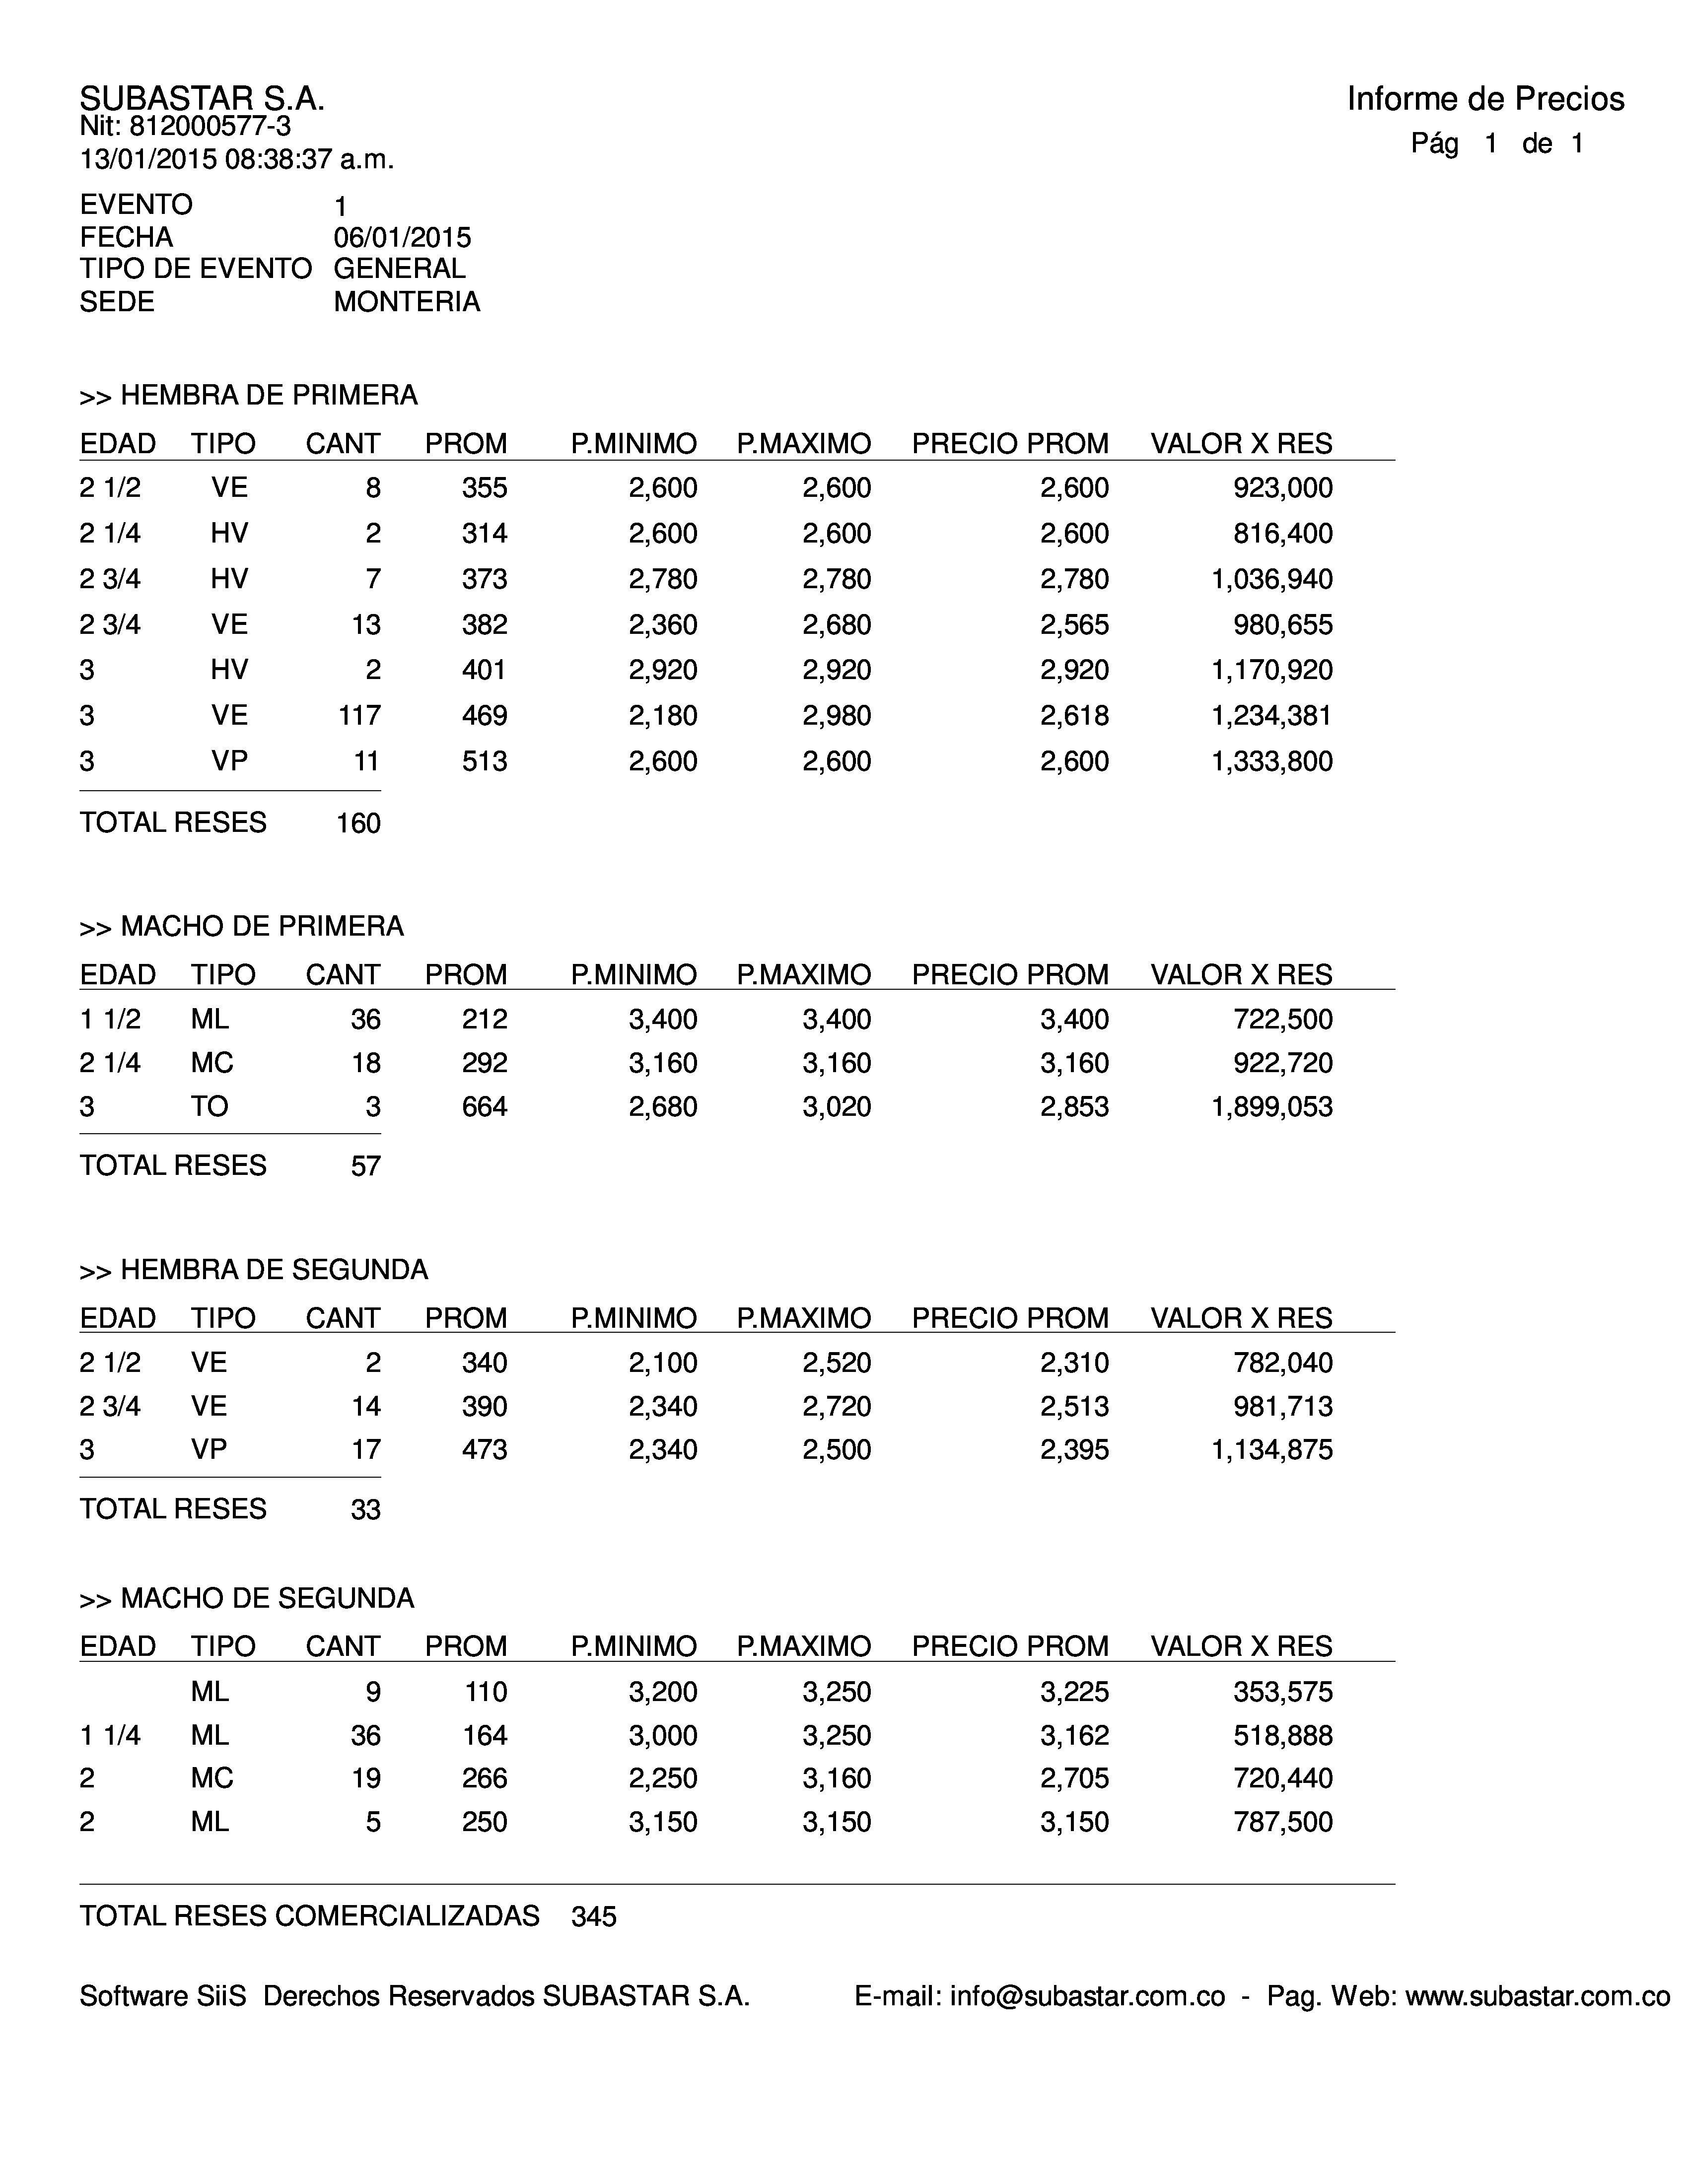 SUBASTAR S.A.
Informe de Precios
Nit: 812000577-3
Pág 1 de 1
13/01/2015 08:38:37 a.m.
EVENTO 1
FECHA 06/01/2015
TIPO DE EVENTO GENERAL
SEDE MONTERIA
>> HEMBRA DE PRIMERA
EDAD TIPO CANT PROM P.MINIMO P.MAXIMO PRECIO PROM VALOR X RES
2 1/2 VE 8 355 2,600 2,600 2,600 923,000
2 1/4 HV 2 314 2,600 2,600 2,600 816,400
2 3/4 HV 7 373 2,780 2,780 2,780 1,036,940
2 3/4 VE 13 382 2,360 2,680 2,565 980,655
3 HV 2 401 2,920 2,920 2,920 1,170,920
3 VE 117 469 2,180 2,980 2,618 1,234,381
3 VP 11 513 2,600 2,600 2,600 1,333,800
TOTAL RESES 160
>> MACHO DE PRIMERA
EDAD TIPO CANT PROM P.MINIMO P.MAXIMO PRECIO PROM VALOR X RES
1 1/2 ML 36 212 3,400 3,400 3,400 722,500
2 1/4 MC 18 292 3,160 3,160 3,160 922,720
3 TO 3 664 2,680 3,020 2,853 1,899,053
TOTAL RESES 57
>> HEMBRA DE SEGUNDA
EDAD TIPO CANT PROM P.MINIMO P.MAXIMO PRECIO PROM VALOR X RES
2 1/2 VE 2 340 2,100 2,520 2,310 782,040
2 3/4 VE 14 390 2,340 2,720 2,513 981,713
3 VP 17 473 2,340 2,500 2,395 1,134,875
TOTAL RESES 33
>> MACHO DE SEGUNDA
EDAD TIPO CANT PROM P.MINIMO P.MAXIMO PRECIO PROM VALOR X RES
ML 9 110 3,200 3,250 3,225 353,575
1 1/4 ML 36 164 3,000 3,250 3,162 518,888
2 MC 19 266 2,250 3,160 2,705 720,440
2 ML 5 250 3,150 3,150 3,150 787,500
TOTAL RESES COMERCIALIZADAS 345
Software SiiS Derechos Reservados SUBASTAR S.A. E-mail: info@subastar.com.co - Pag. Web: www.subastar.com.co